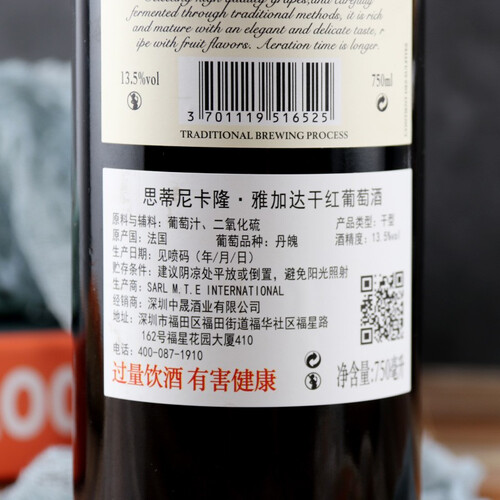 fermented through traditional methods, it is rich
and mature with an elegant and delicate taste, r
ipe with fruit flavors. Aeration time is longer.
13.5%vol
750ml
3 701119 516525
TRADITIONAL BREWING PROCESS
思蒂尼卡隆·雅加达干红葡萄酒
原料与辅料：葡萄汁、二氧化硫
产品类型：干型
原产国：法国
葡萄品种：丹魄
酒精度：13.5%vol
生产日期：见喷码（年/月/日）
贮存条件：建议阴凉处平放或倒置，避免阳光照射
生产商：SARL M.T.E INTERNATIONAL
经销商：深圳中晟酒业有限公司
地址：深圳市福田区福田街道福华社区福星路
162号福星花园大厦410
电话：400-087-1910
过量饮酒 有害健康
净含量:750毫升